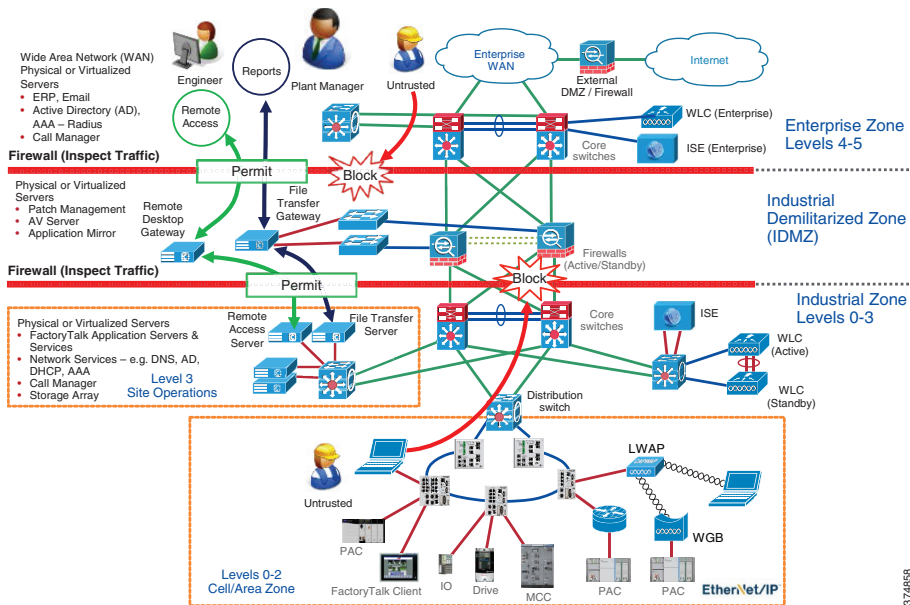 Wide Area Network (WAN)
Physical or Virtualized
Servers
• ERP, Email
• Active Directory (AD),
AAA – Radius
• Call Manager
Engineer
Remote
Access
Reports
Plant Manager
Untrusted
Enterprise
WAN
External
DMZ / Firewall
Internet
WLC (Enterprise)
ISE (Enterprise)
Core
switches
Enterprise Zone
Levels 4-5
Firewall (Inspect Traffic)
Permit
Block
Physical or Virtualized
Servers
• Patch Management
• AV Server
• Application Mirror
Remote
Desktop
Gateway
File
Transfer
Gateway
Firewalls
(Active/Standby)
Industrial
Demilitarized Zone
(IDMZ)
Firewall (Inspect Traffic)
Permit
Block
Physical or Virtualized Servers
• FactoryTalk Application Servers &
Services
• Network Services – e.g. DNS, AD,
DHCP, AAA
• Call Manager
• Storage Array
Level 3
Site Operations
Remote
Access
Server
File Transfer
Server
Core
switches
ISE
WLC
(Active)
WLC
(Standby)
Industrial Zone
Levels 0-3
Distribution
switch
Untrusted
LWAP
WGB
PAC
FactoryTalk Client
IO
Drive
MCC
PAC
PAC
Levels 0-2
Cell/Area Zone
EtherNet/IP
374858